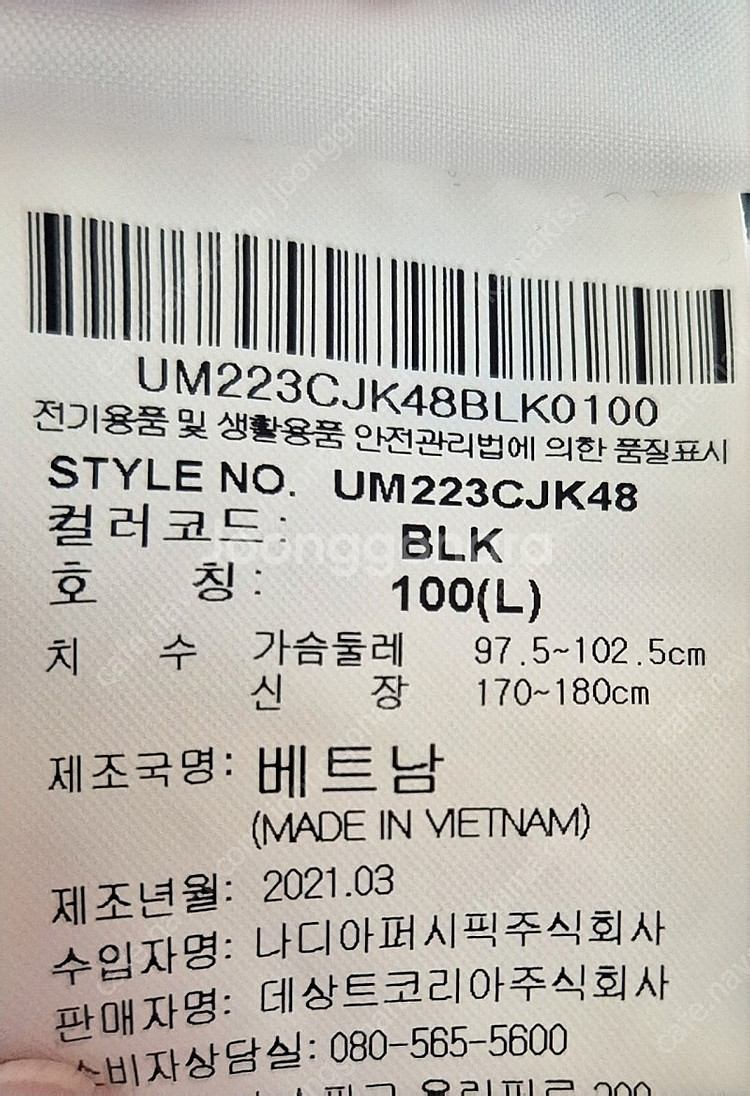 UM223CJK48BLK0100
전기용품 및 생활용품 안전관리법에 의한 품질표시
STYLE NO. UM223CJK48
컬러코드: BLK
호 칭: 100(L)
치 수 가슴둘레 97.5~102.5cm
신 장 170~180cm
제조국명: 베트남
(MADE IN VIETNAM)
제조년월: 2021.03
수입자명: 나디아퍼시픽주식회사
판매자명: 데상트코리아주식회사
소비자상담실: 080-565-5600
joonggonara